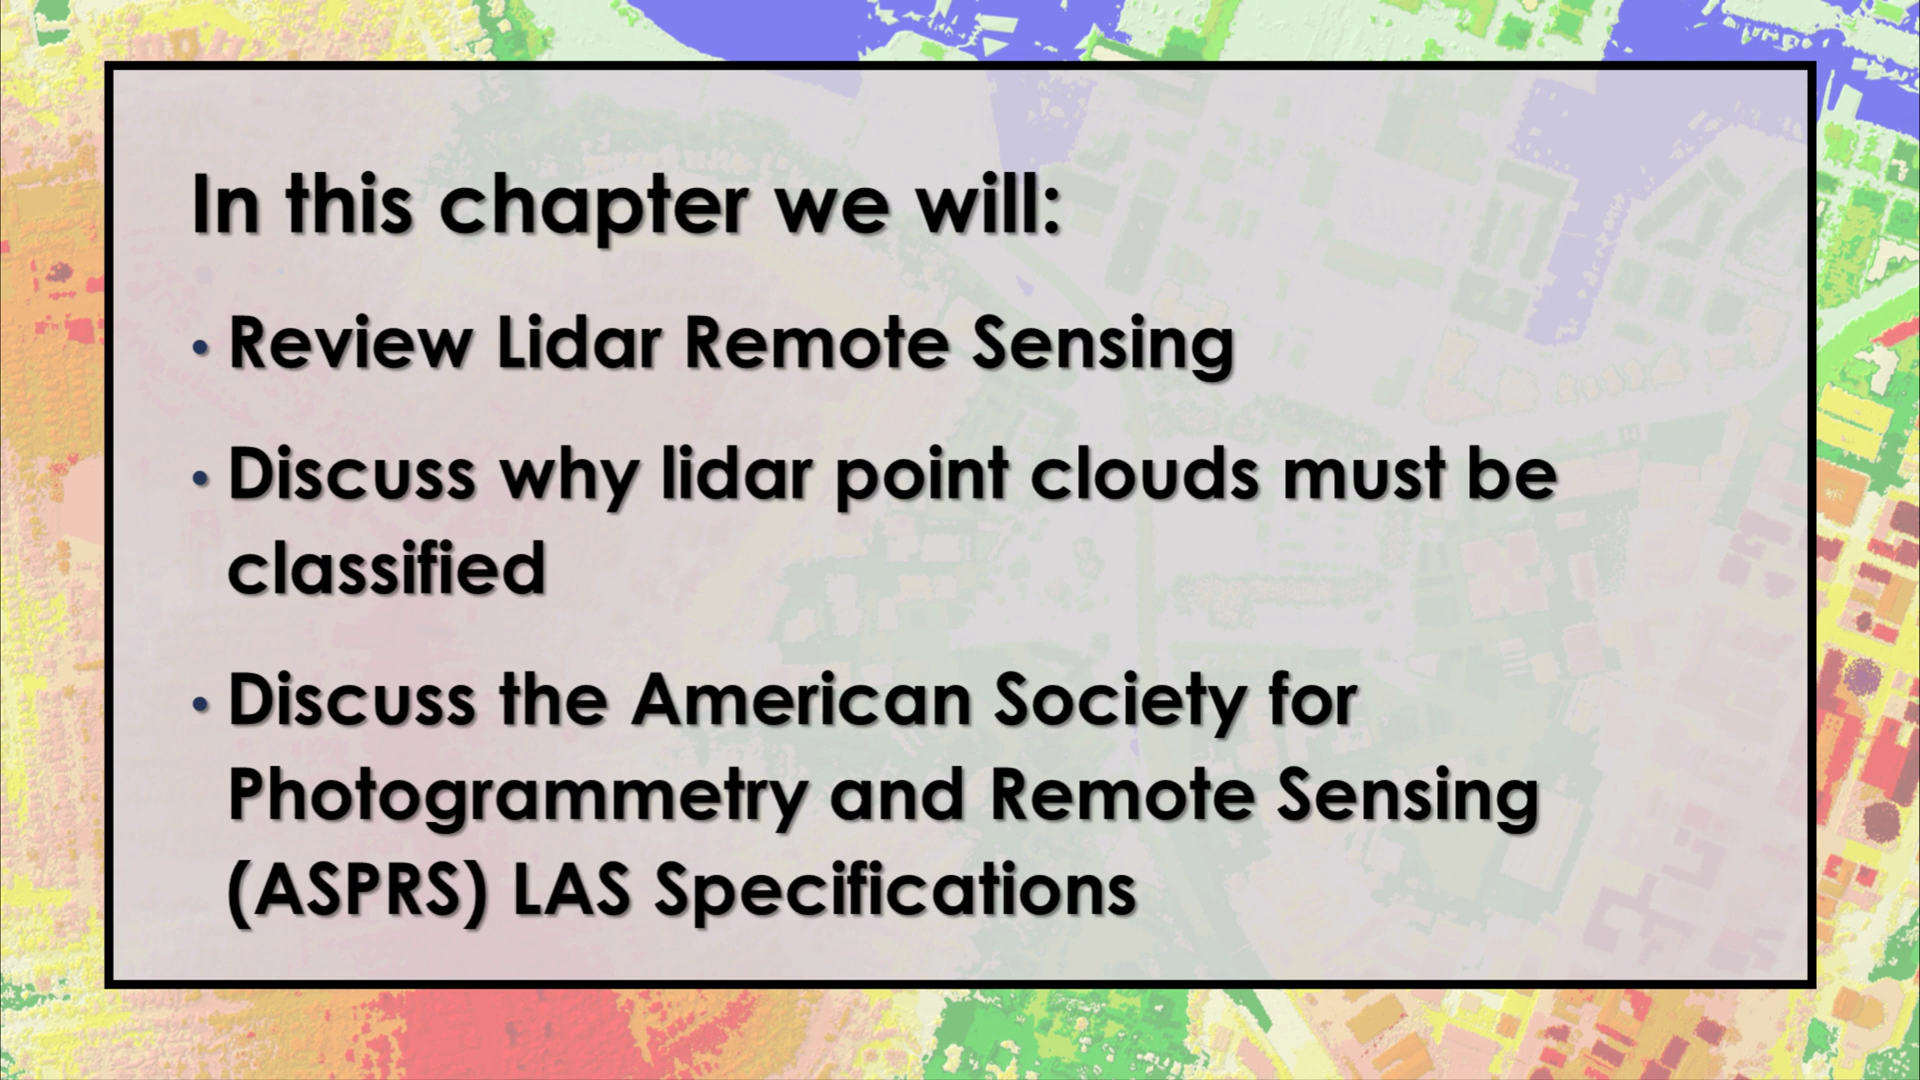 In this chapter we will:
• Review Lidar Remote Sensing
• Discuss why lidar point clouds must be
classified
• Discuss the American Society for
Photogrammetry and Remote Sensing
(ASPRS) LAS Specifications